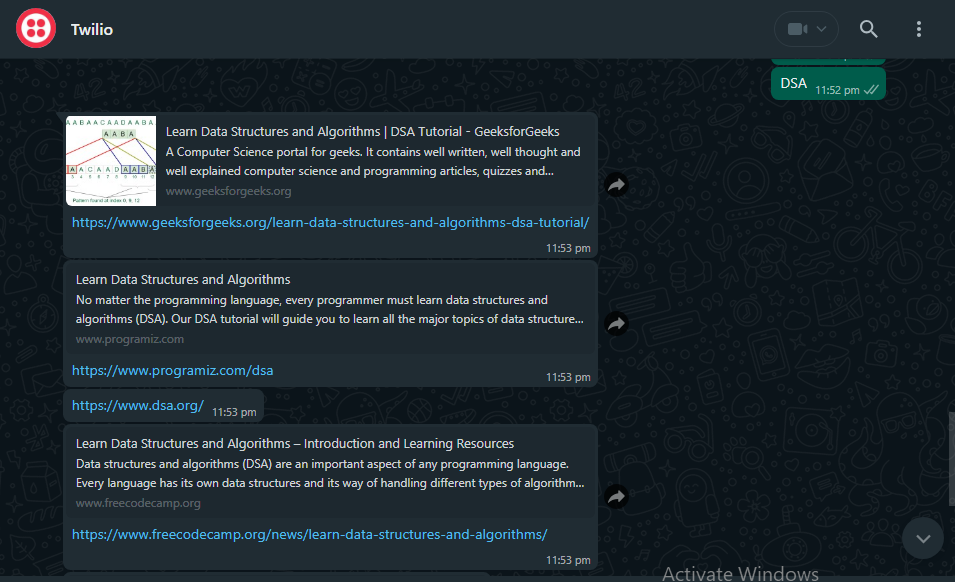 Twilio
DSA 11:52 pm
AABAACAADAABA
AABA
AACAADAABA
Pattern found at index 0, 9, 12
Learn Data Structures and Algorithms | DSA Tutorial - GeeksforGeeks
A Computer Science portal for geeks. It contains well written, well thought and
well explained computer science and programming articles, quizzes and...
www.geeksforgeeks.org
https://www.geeksforgeeks.org/learn-data-structures-and-algorithms-dsa-tutorial/
11:53 pm
Learn Data Structures and Algorithms
No matter the programming language, every programmer must learn data structures and
algorithms (DSA). Our DSA tutorial will guide you to learn all the major topics of data structure...
www.programiz.com
https://www.programiz.com/dsa
11:53 pm
https://www.dsa.org/ 11:53 pm
Learn Data Structures and Algorithms – Introduction and Learning Resources
Data structures and algorithms (DSA) are an important aspect of any programming language.
Every language has its own data structures and its way of handling different types of algorithm...
www.freecodecamp.org
https://www.freecodecamp.org/news/learn-data-structures-and-algorithms/
11:53 pm
Activate Windows